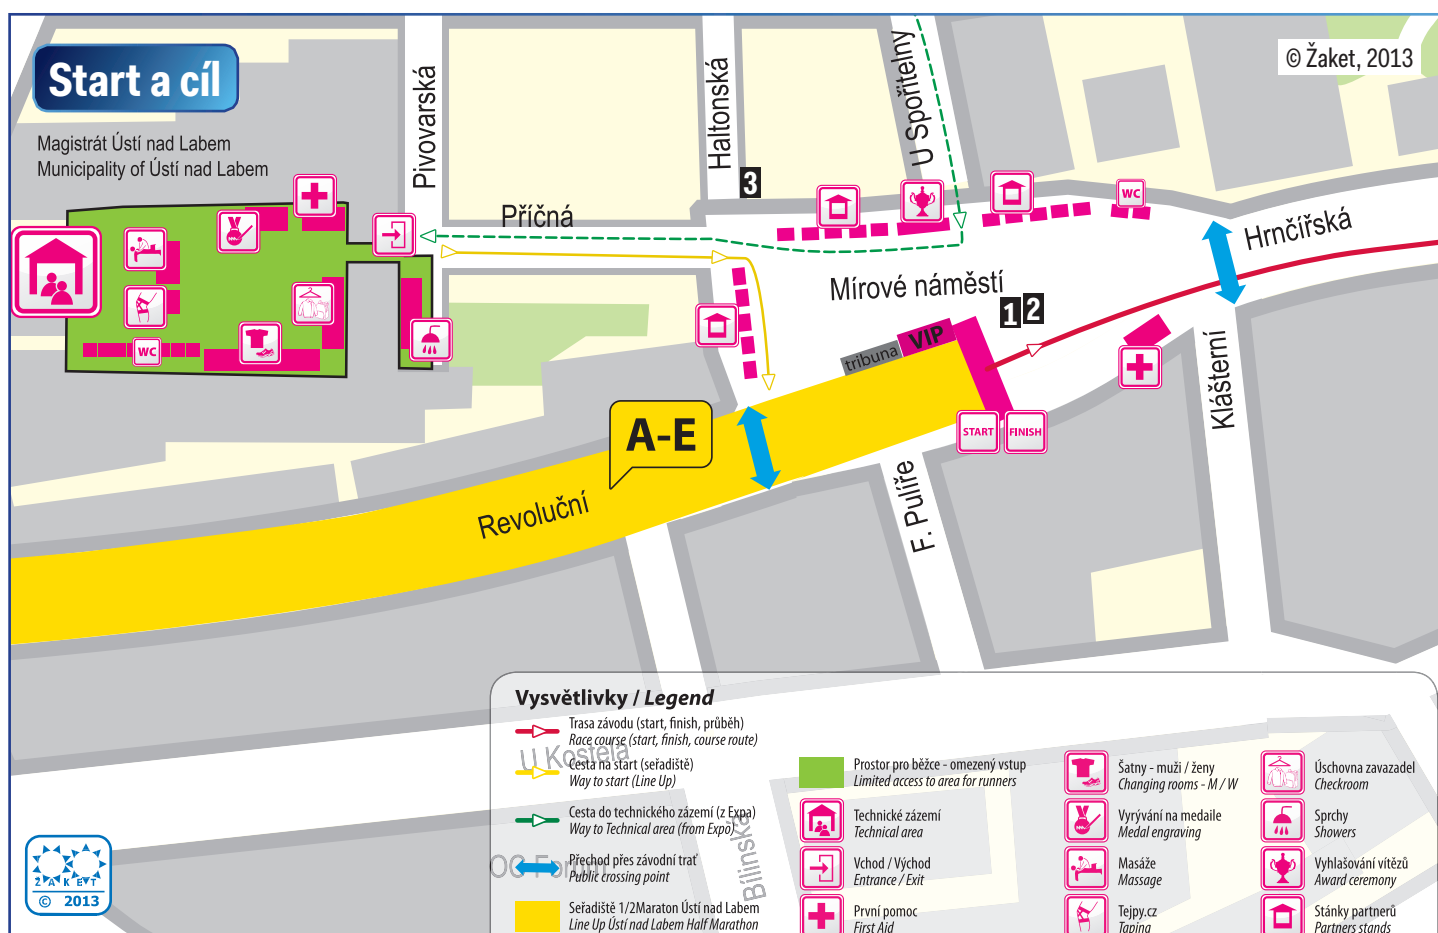 Start a cíl
© Žaket, 2013
Magistrát Ústí nad Labem
Municipality of Ústí nad Labem
Pivovarská
Haltonská
U Spořitelny
3
Příčná
WC
Hrnčířská
Mírové náměstí
1 2
WC
tribuna
VIP
START
FINISH
Klášterní
A-E
Revoluční
F. Pulíře
Vysvětlivky / Legend
Trasa závodu (start, finish, průběh)
Race course (start, finish, course route)
U Kostela
Cesta na start (seřadiště)
Way to start (Line Up)
Cesta do technického zázemí (z Expa)
Way to Technical area (from Expo)
OC Forum
Přechod přes závodní trať
Public crossing point
Bílinská
Seřadiště 1/2Maraton Ústí nad Labem
Line Up Ústí nad Labem Half Marathon
Prostor pro běžce - omezený vstup
Limited access to area for runners
Technické zázemí
Technical area
Vchod / Východ
Entrance / Exit
První pomoc
First Aid
Šatny - muži / ženy
Changing rooms - M / W
Vyrývání na medaile
Medal engraving
Masáže
Massage
Tejpy.cz
Taping
Úschovna zavazadel
Checkroom
Sprchy
Showers
Vyhlašování vítězů
Award ceremony
Stánky partnerů
Partners stands
ŽAKET
© 2013